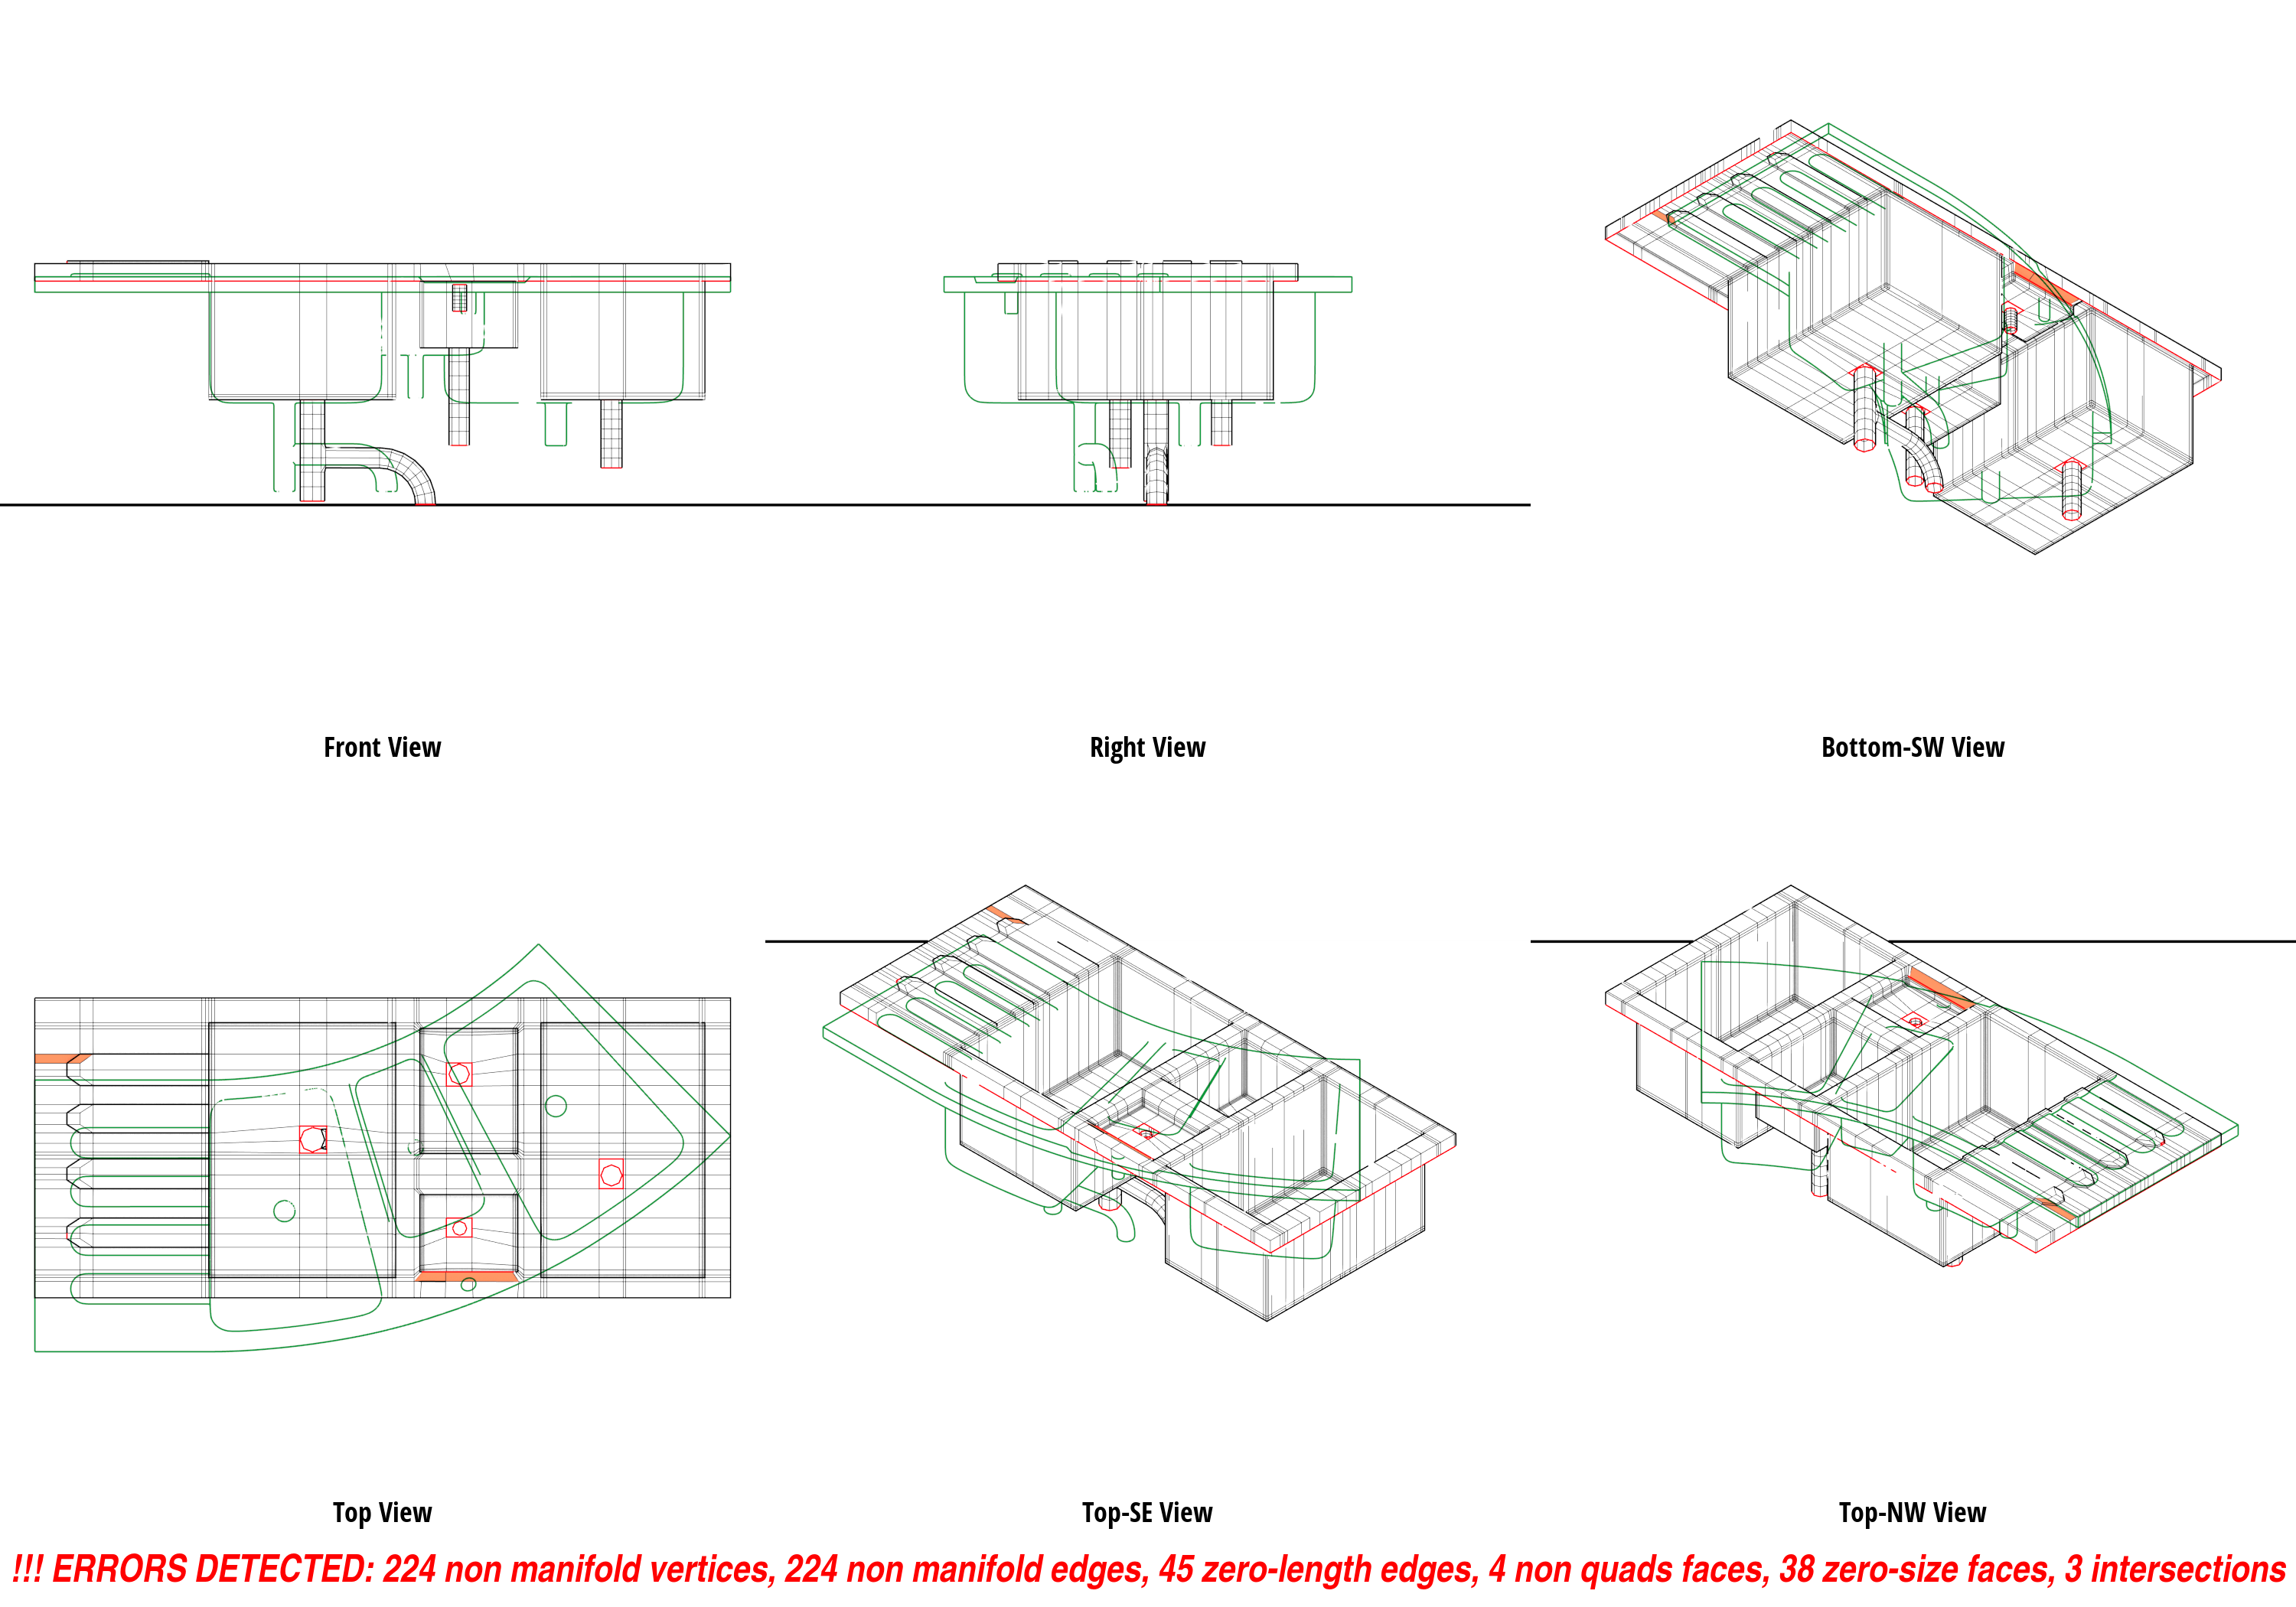 Front View
Right View
Bottom-SW View
Top View
Top-SE View
Top-NW View
!!! ERRORS DETECTED: 224 non manifold vertices, 224 non manifold edges, 45 zero-length edges, 4 non quads faces, 38 zero-size faces, 3 intersections